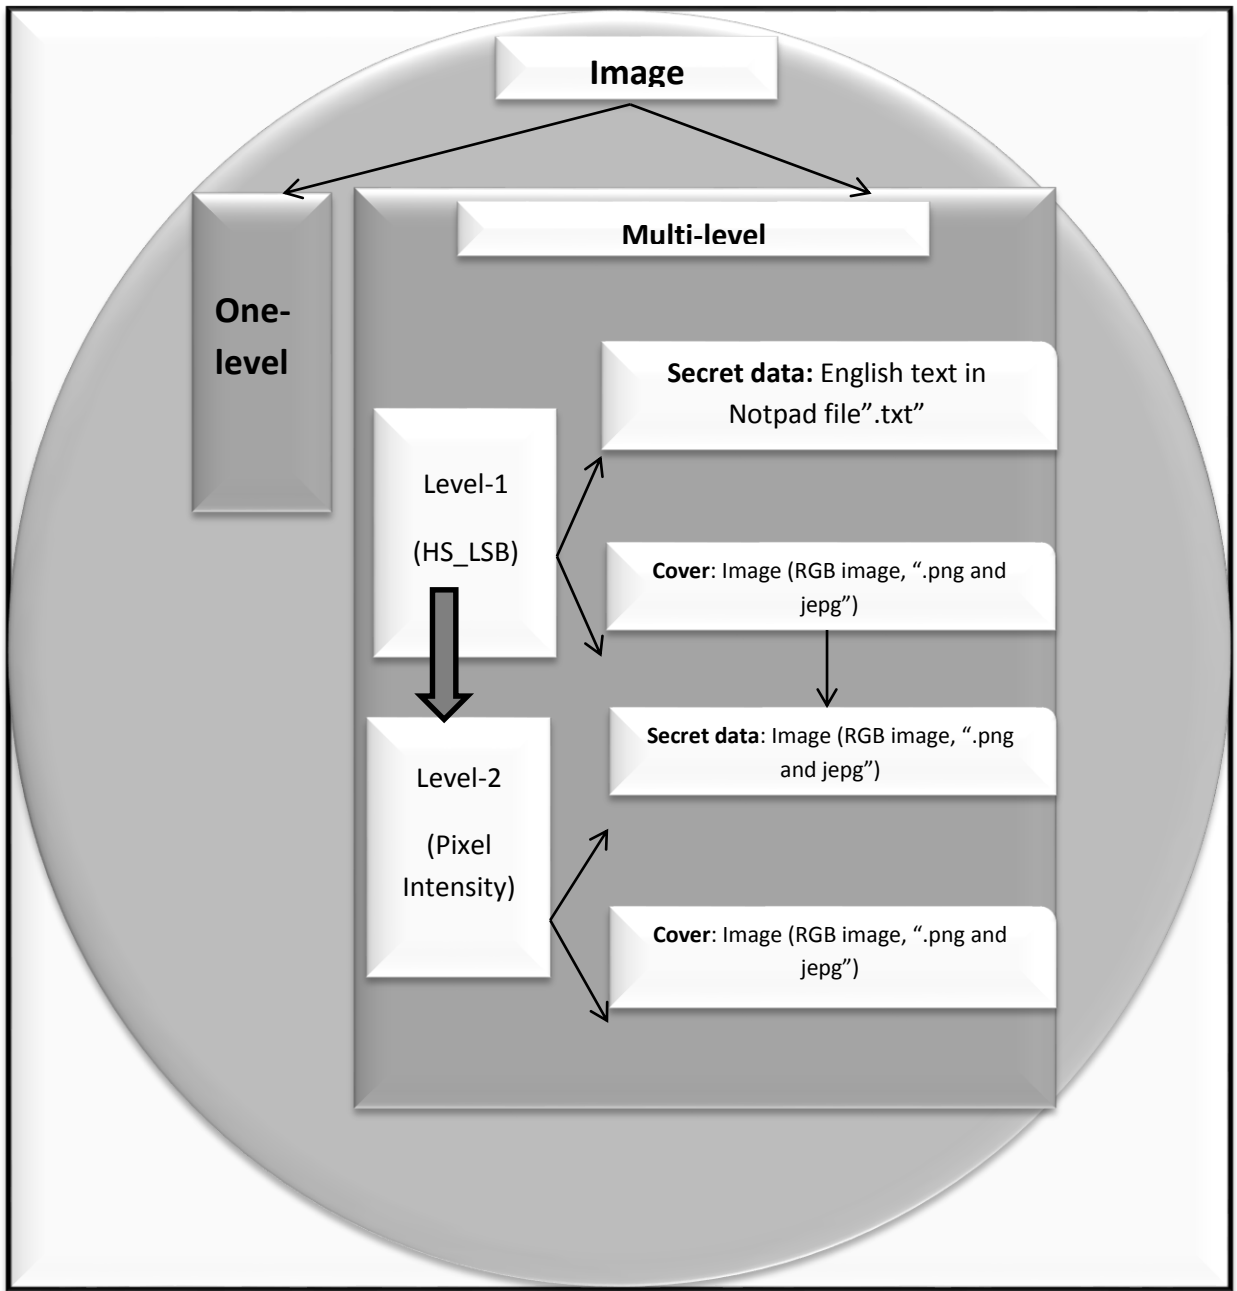 Image
Multi-level
One-
level
Secret data: English text in
Notpad file”.txt”
Level-1
(HS_LSB)
Cover: Image (RGB image, “.png and
jepg”)
Secret data: Image (RGB image, “.png
and jepg”)
Level-2
(Pixel
Intensity)
Cover: Image (RGB image, “.png and
jepg”)